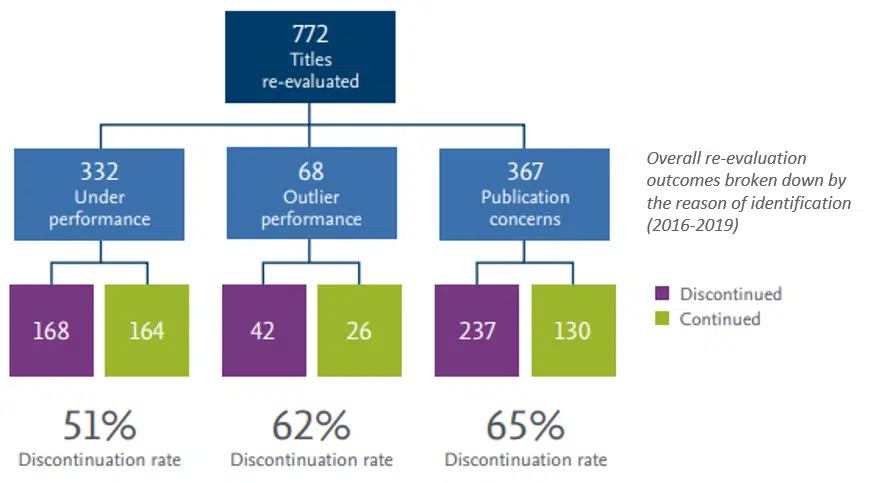 772
Titles
re-evaluated
332
Under
performance
68
Outlier
performance
367
Publication
concerns
Overall re-evaluation
outcomes broken down by
the reason of identification
(2016-2019)
168
164
42
26
237
130
Discontinued
Continued
51%
Discontinuation rate
62%
Discontinuation rate
65%
Discontinuation rate